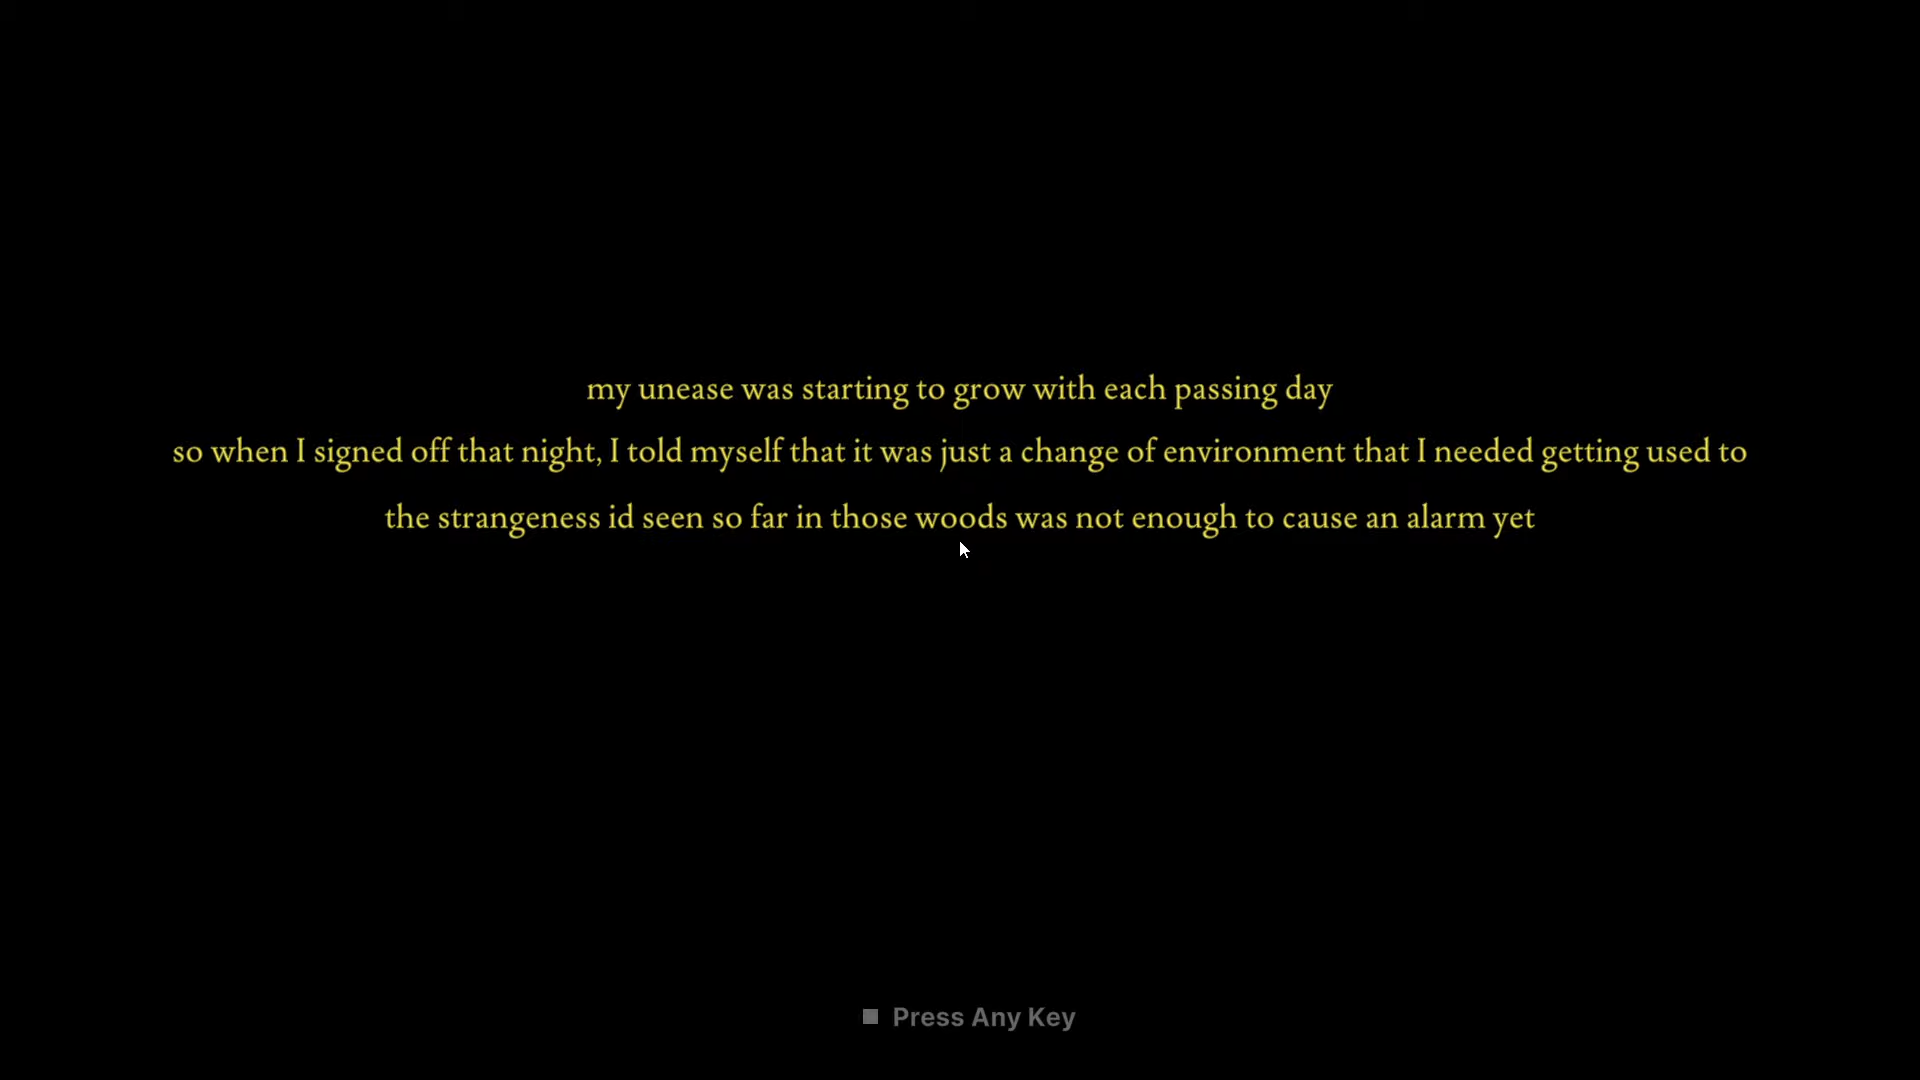 my unease was starting to grow with each passing day
so when I signed off that night, I told myself that it was just a change of environment that I needed getting used to
the strangeness id seen so far in those woods was not enough to cause an alarm yet
Press Any Key